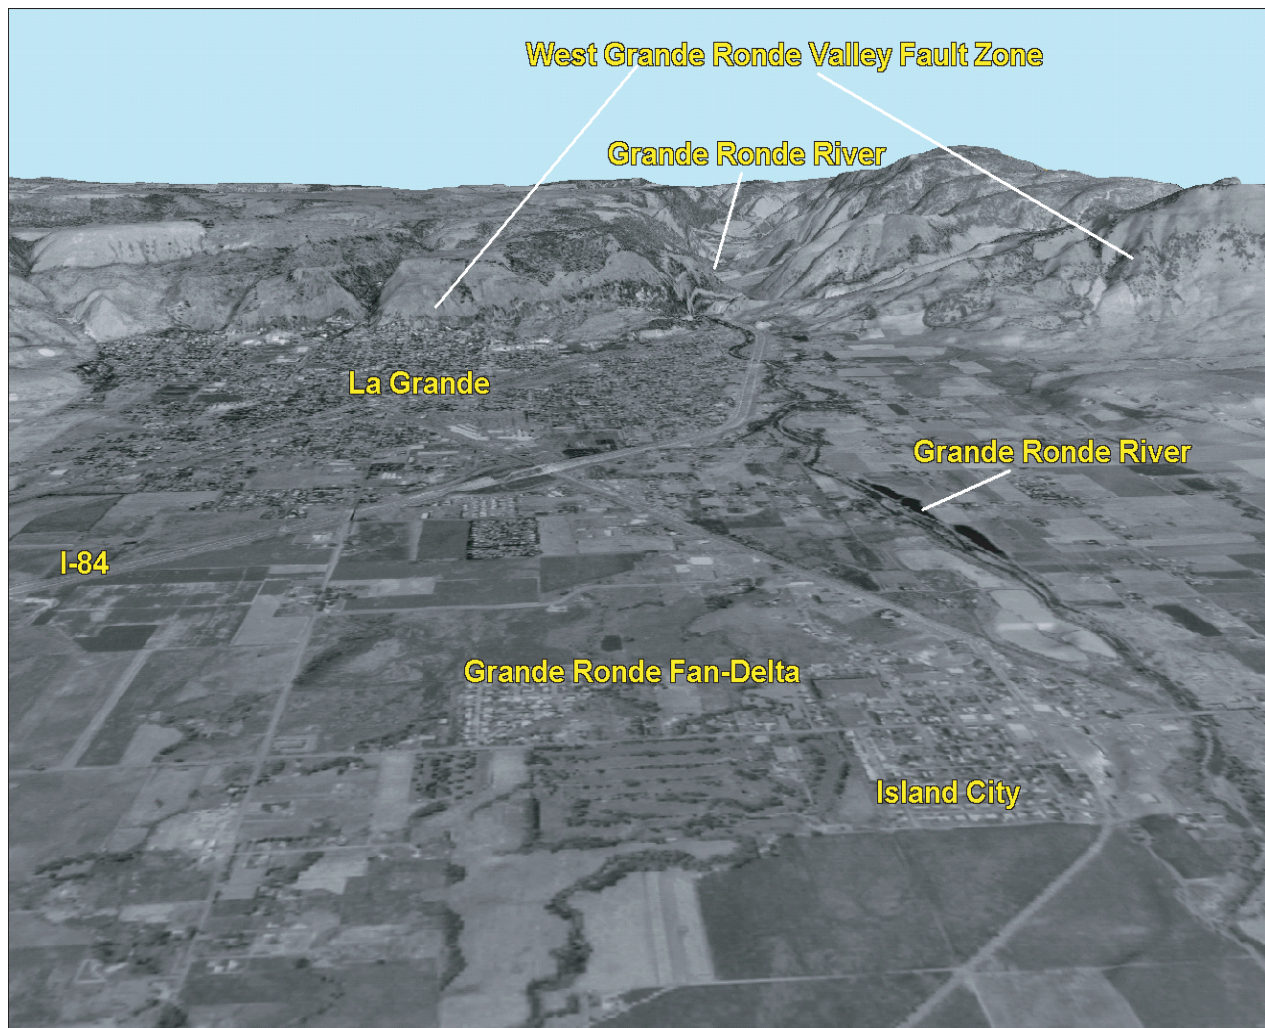 West Grande Ronde Valley Fault Zone
Grande Ronde River
La Grande
Grande Ronde River
I-84
Grande Ronde Fan-Delta
Island City